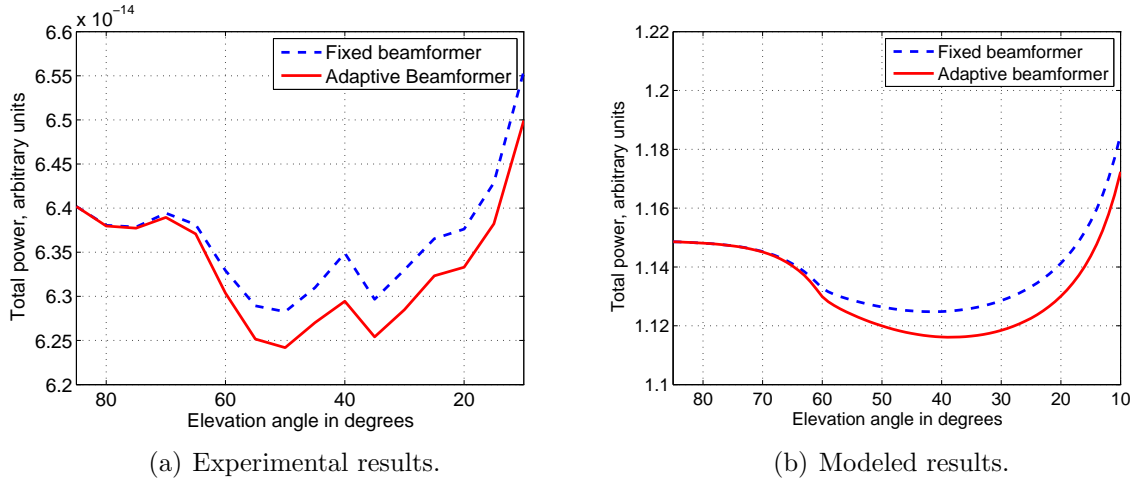 x 10^−14
6.6
6.55
6.5
6.45
6.4
6.35
6.3
6.25
6.2
80
60
40
20
Total power, arbitrary units
Elevation angle in degrees
Fixed beamformer
Adaptive Beamformer
(a) Experimental results.
1.22
1.2
1.18
1.16
1.14
1.12
1.1
80
70
60
50
40
30
20
10
Total power, arbitrary units
Elevation angle in degrees
Fixed beamformer
Adaptive beamformer
(b) Modeled results.